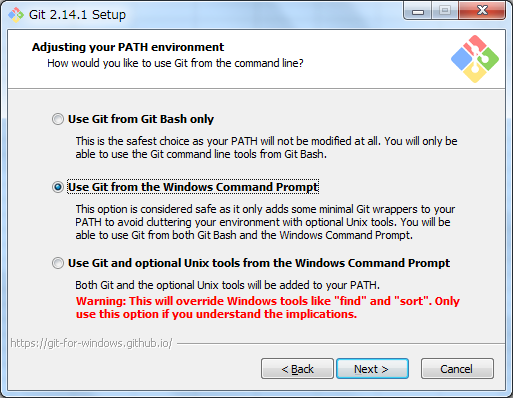 Git 2.14.1 Setup
Adjusting your PATH environment
How would you like to use Git from the command line?
Use Git from Git Bash only
This is the safest choice as your PATH will not be modified at all. You will only be
able to use the Git command line tools from Git Bash.
Use Git from the Windows Command Prompt
This option is considered safe as it only adds some minimal Git wrappers to your
PATH to avoid cluttering your environment with optional Unix tools. You will be
able to use Git from both Git Bash and the Windows Command Prompt.
Use Git and optional Unix tools from the Windows Command Prompt
Both Git and the optional Unix tools will be added to your PATH.
Warning: This will override Windows tools like "find" and "sort". Only
use this option if you understand the implications.
https://git-for-windows.github.io/
< Back
Next >
Cancel